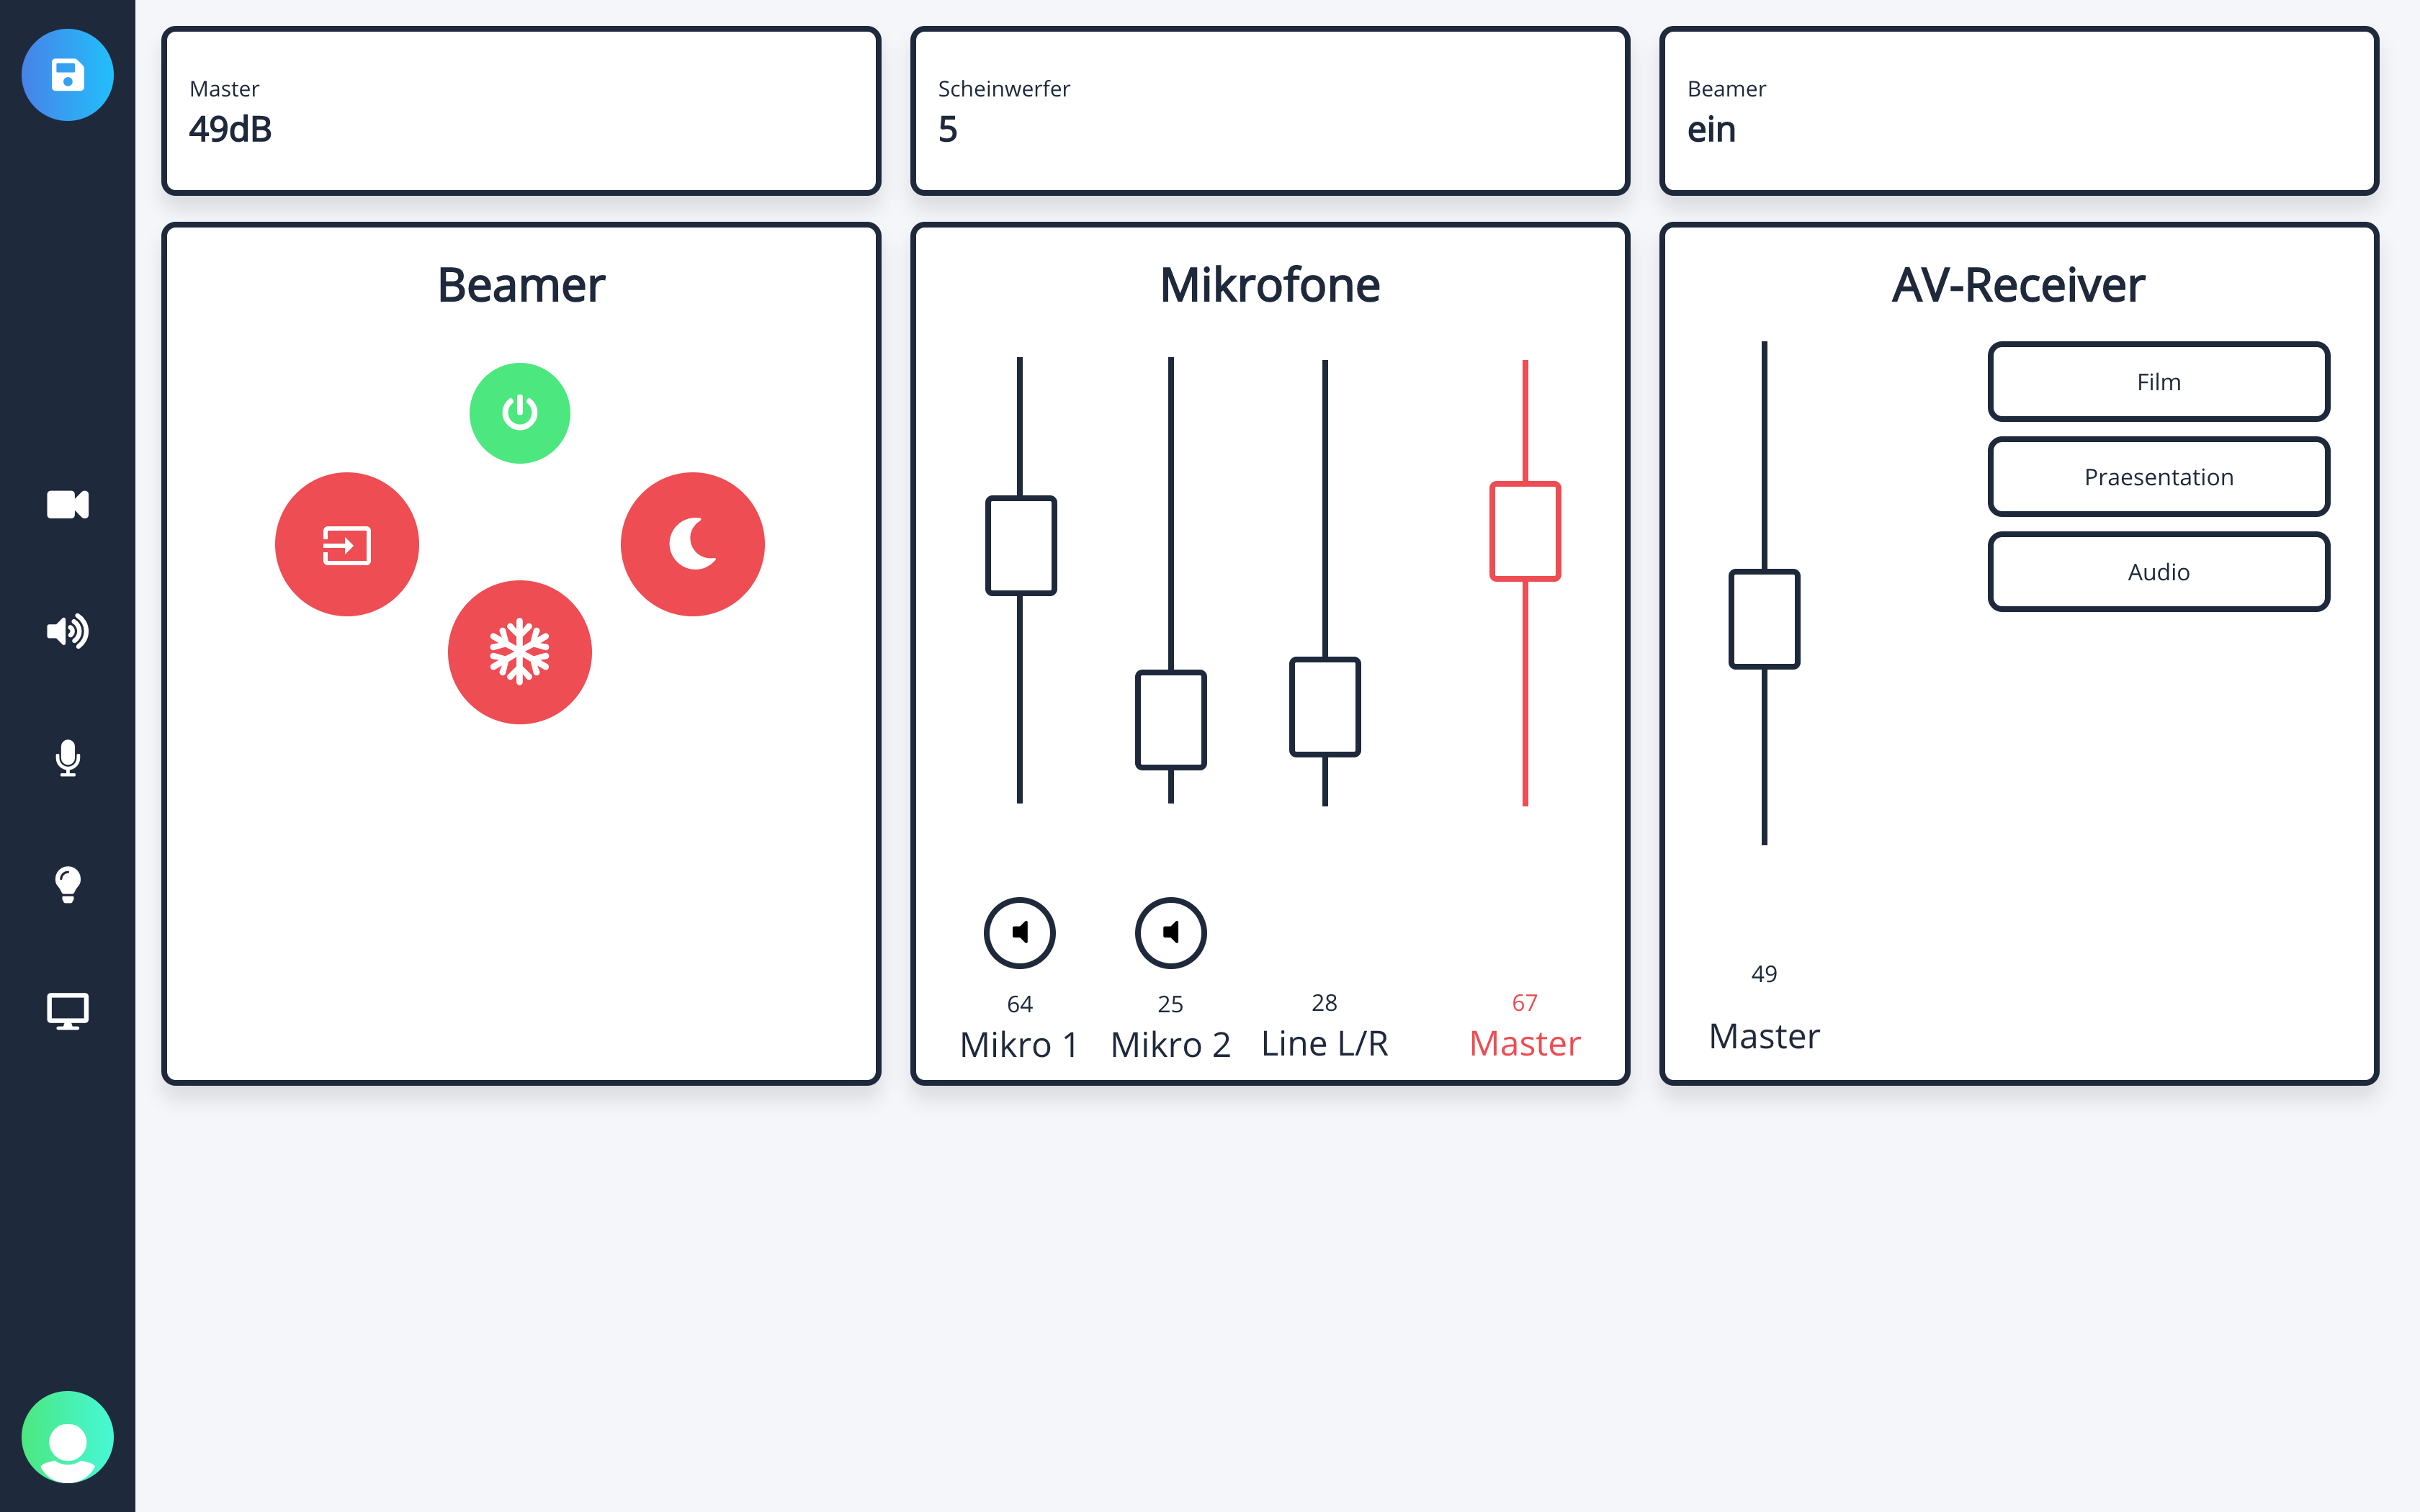 Master
49dB
Scheinwerfer
5
Beamer
ein
Beamer
Mikrofone
64
Mikro 1
25
Mikro 2
28
Line L/R
67
Master
AV-Receiver
Film
Praesentation
Audio
49
Master